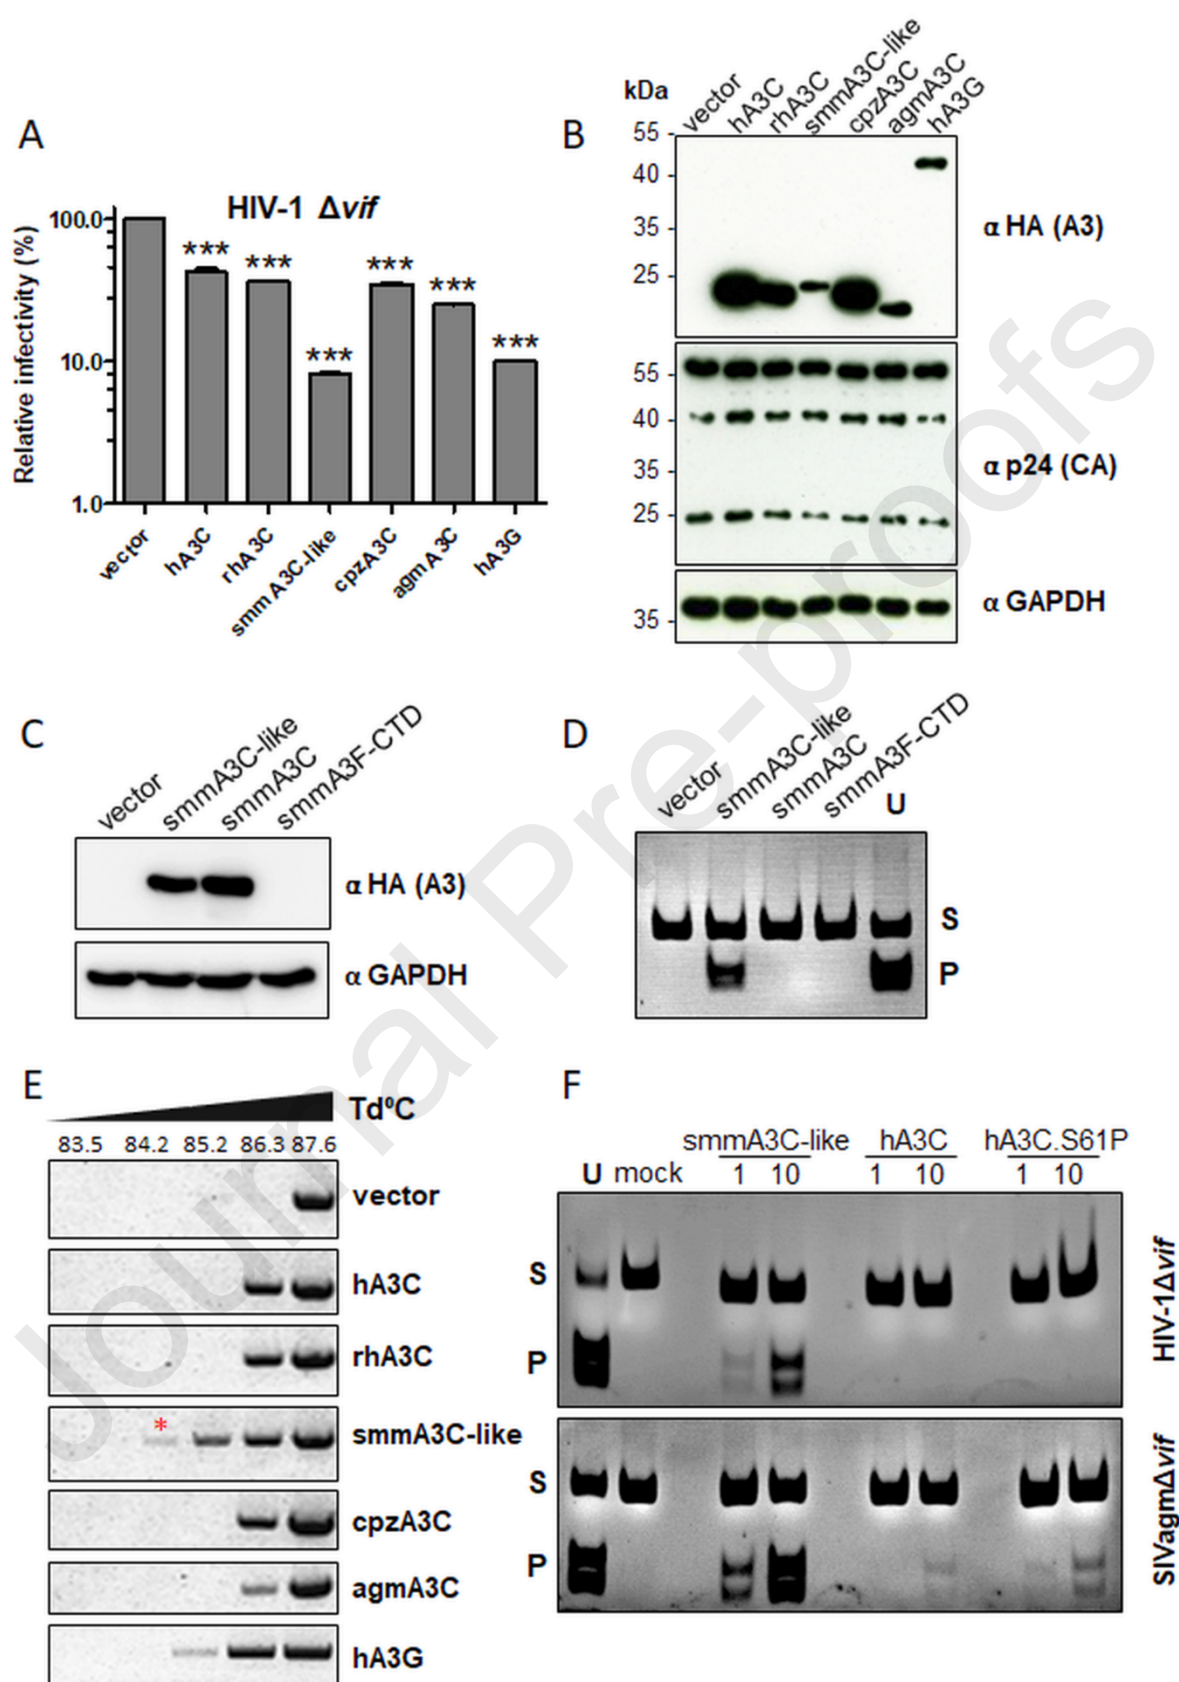 A
HIV-1 Δvif
Relative infectivity (%)
100.0
10.0
1.0
*** *** *** *** *** ***
vector hA3C rhA3C smmA3C-like cpzA3C agmA3C hA3G
B
kDa
vector hA3C rhA3C smmA3C-like cpzA3C agmA3C hA3G
55
40
35
25
α HA (A3)
55
40
35
25
α p24 (CA)
35
α GAPDH
C
vector smmA3C-like smmA3C smmA3F-CTD
α HA (A3)
α GAPDH
D
vector smmA3C-like smmA3C smmA3F-CTD U
S
P
E
Td⁰C
83.5 84.2 85.2 86.3 87.6
vector
hA3C
rhA3C
*
smmA3C-like
cpzA3C
agmA3C
hA3G
F
smmA3C-like hA3C hA3C.S61P
U mock 1 10 1 10 1 10
S
P
HIV-1Δvif
S
P
SIVagmΔvif
Journal Pre-proofs